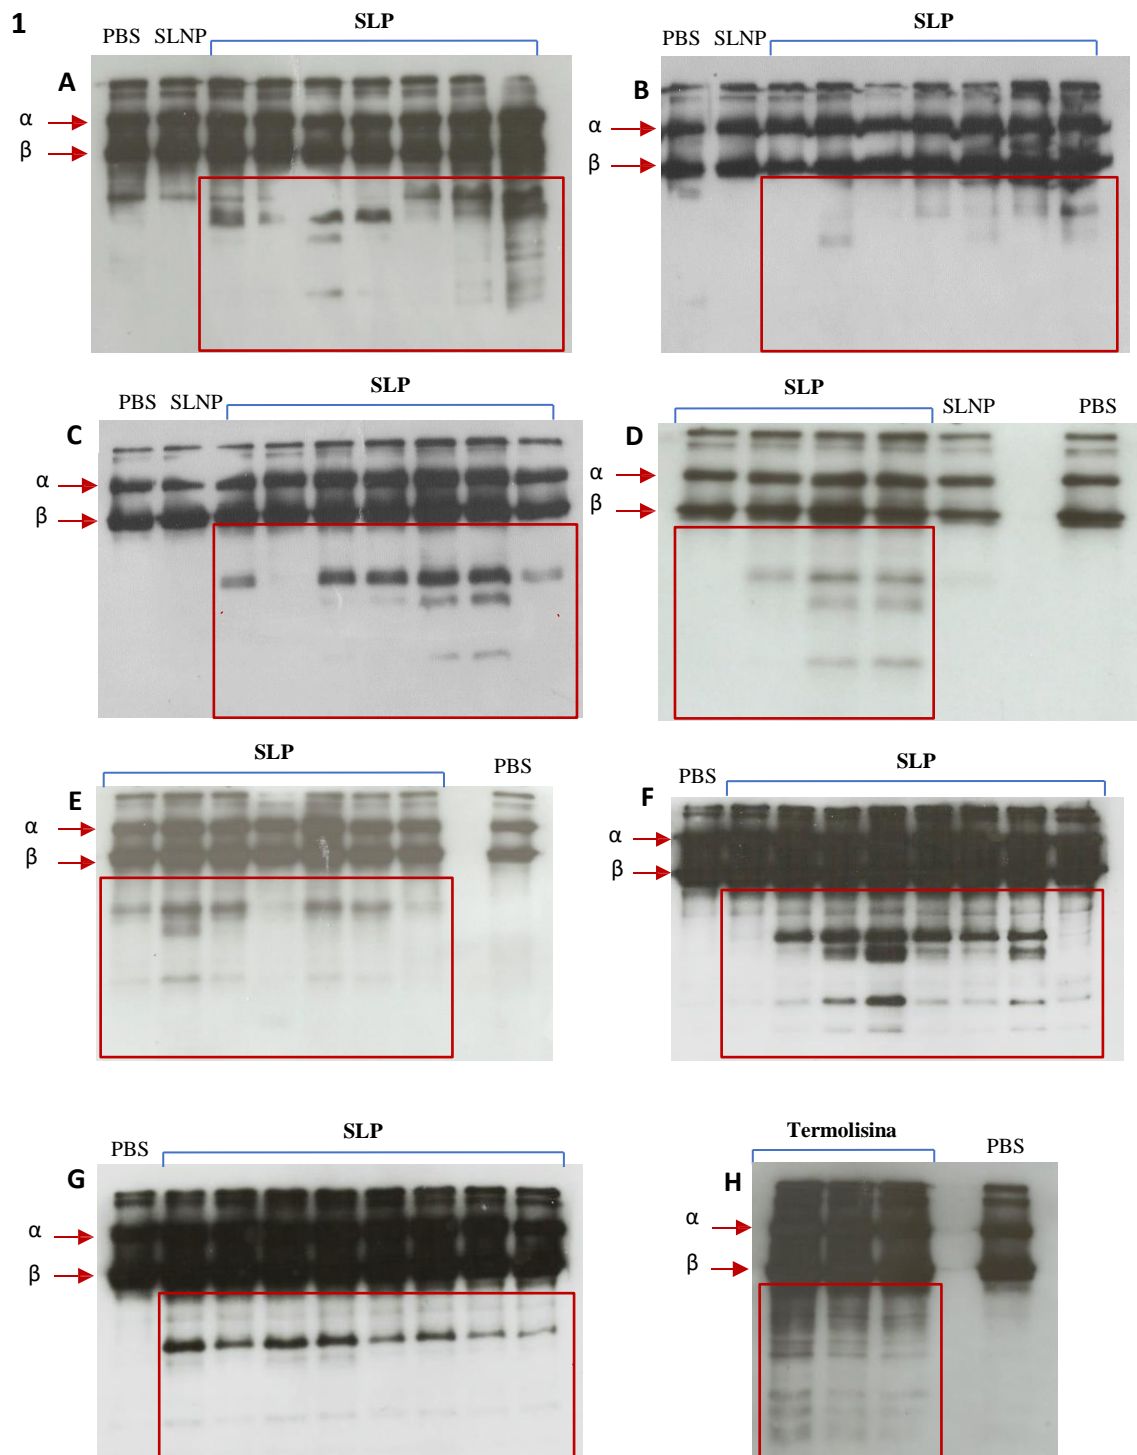 1
SLP
PBS SLNP
A
α
β
SLP
PBS SLNP
B
α
β
SLP
PBS SLNP
C
α
β
SLP
SLNP PBS
D
α
β
SLP
PBS
E
α
β
SLP
PBS
F
α
β
SLP
PBS
G
α
β
Termolisina
PBS
H
α
β